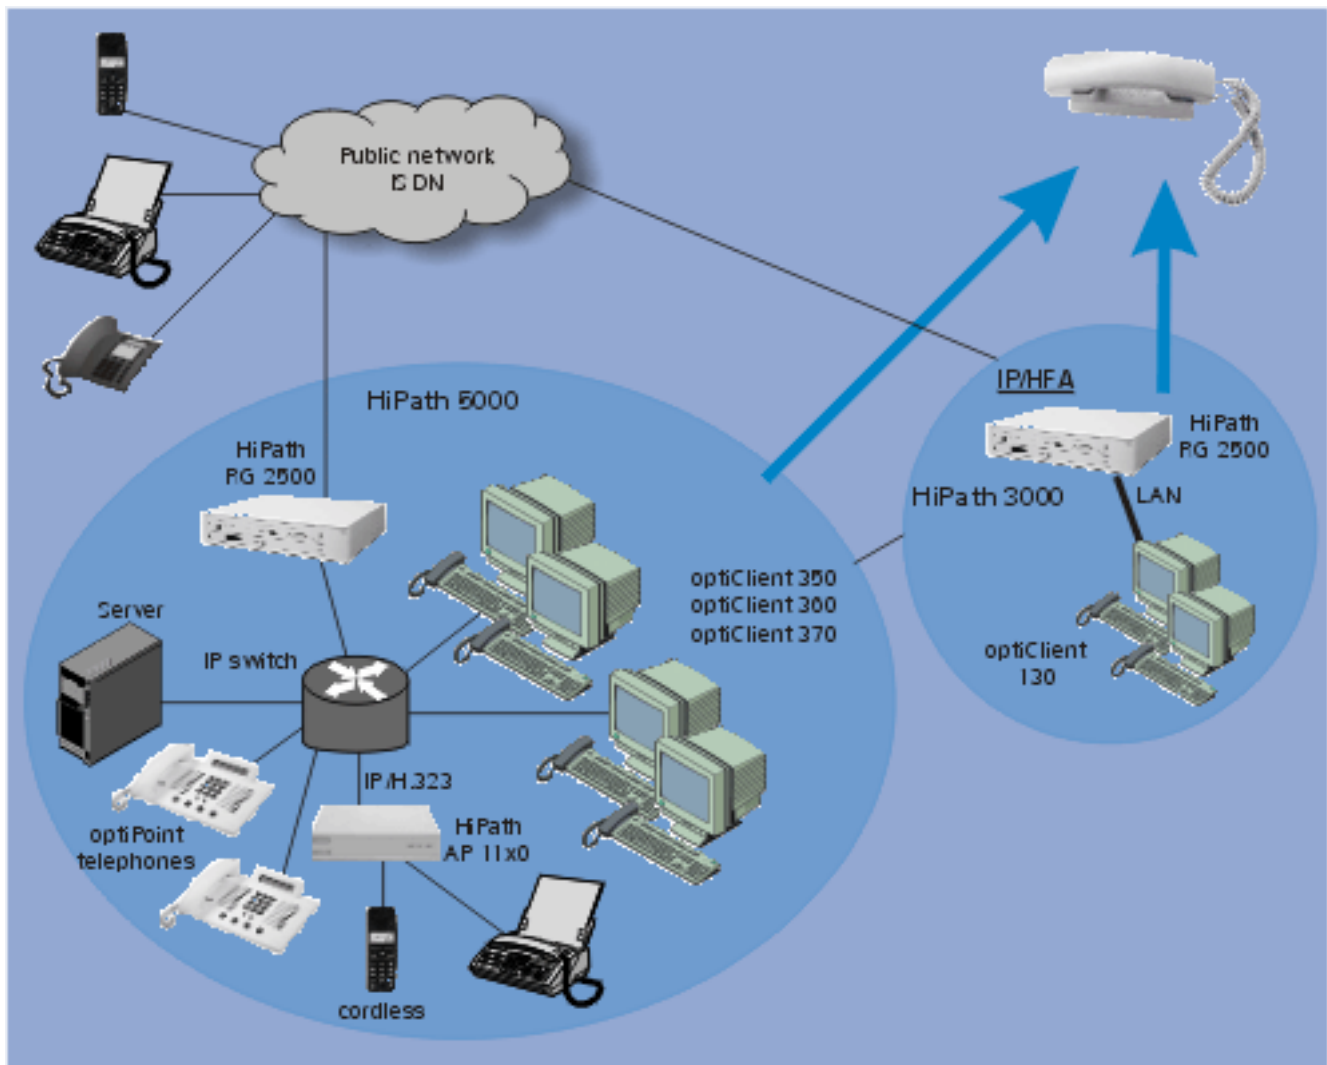 Public network
ISDN
HiPath 5000
HiPath
RG 2500
IP/HFA
HiPath
RG 2500
HiPath 3000
LAN
optiClient 350
optiClient 360
optiClient 370
optiClient
130
Server
IP switch
IP/H.323
optiPoint
telephones
HiPath
AP 11x0
cordless